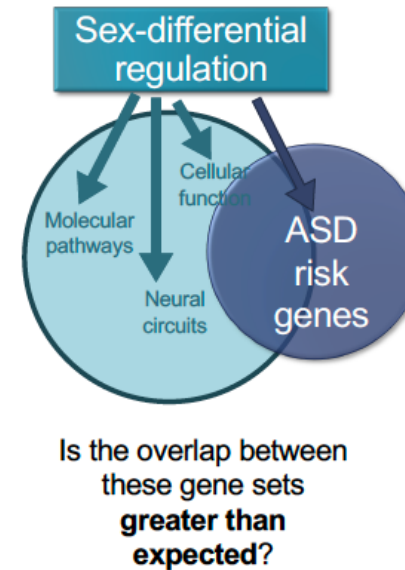 Sex-differential
regulation
Cellular
function
Molecular
pathways
Neural
circuits
ASD
risk
genes
Is the overlap between
these gene sets
greater than
expected?